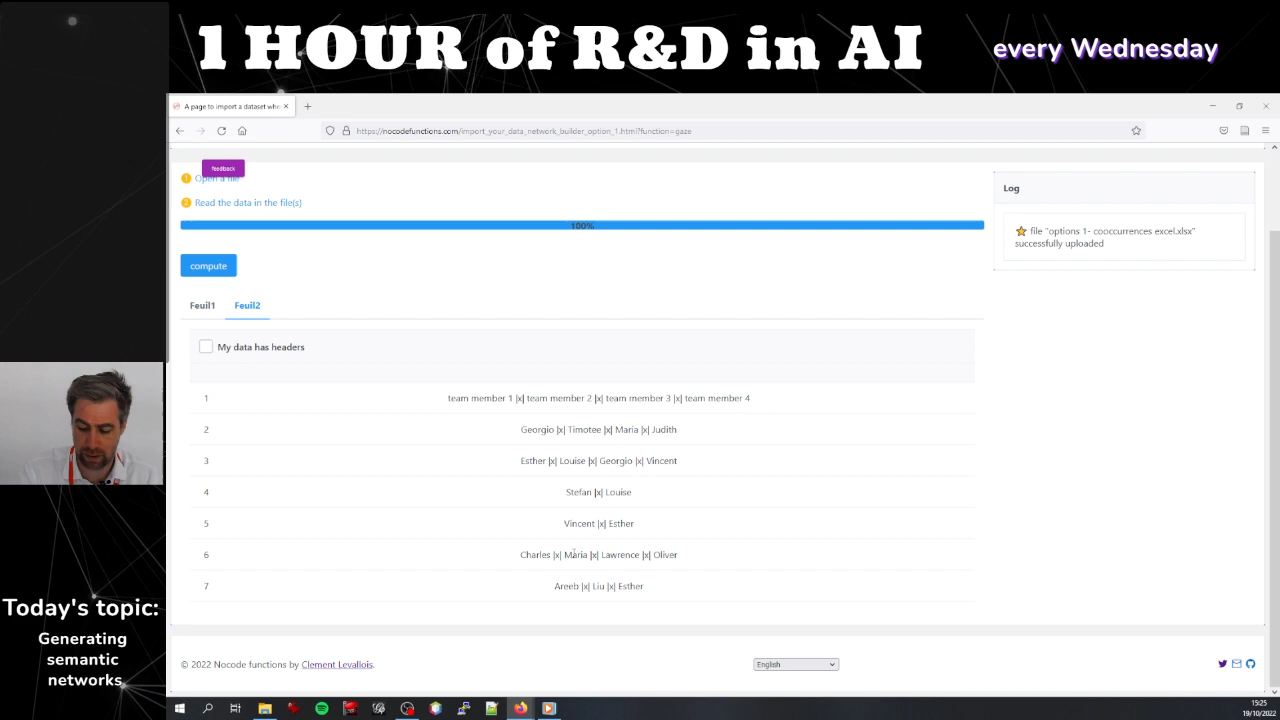 1 HOUR of R&D in AI
every Wednesday
A page to import a dataset whe
https://nocodefunctions.com/import_your_data_network_builder_option_1.html?function=gaze
feedback
1 Open a file
2 Read the data in the file(s)
100%
compute
Feuil1 Feuil2
My data has headers
1 team member 1 |x| team member 2 |x| team member 3 |x| team member 4
2 Georgio |x| Timotee |x| Maria |x| Judith
3 Esther |x| Louise |x| Georgio |x| Vincent
4 Stefan |x| Louise
5 Vincent |x| Esther
6 Charles |x| Maria |x| Lawrence |x| Oliver
7 Areeb |x| Liu |x| Esther
Log
file "options 1- cooccurrences excel.xlsx"
successfully uploaded
© 2022 Nocode functions by Clement Levallois.
English
Today's topic:
Generating
semantic
networks
15:25
19/10/2022